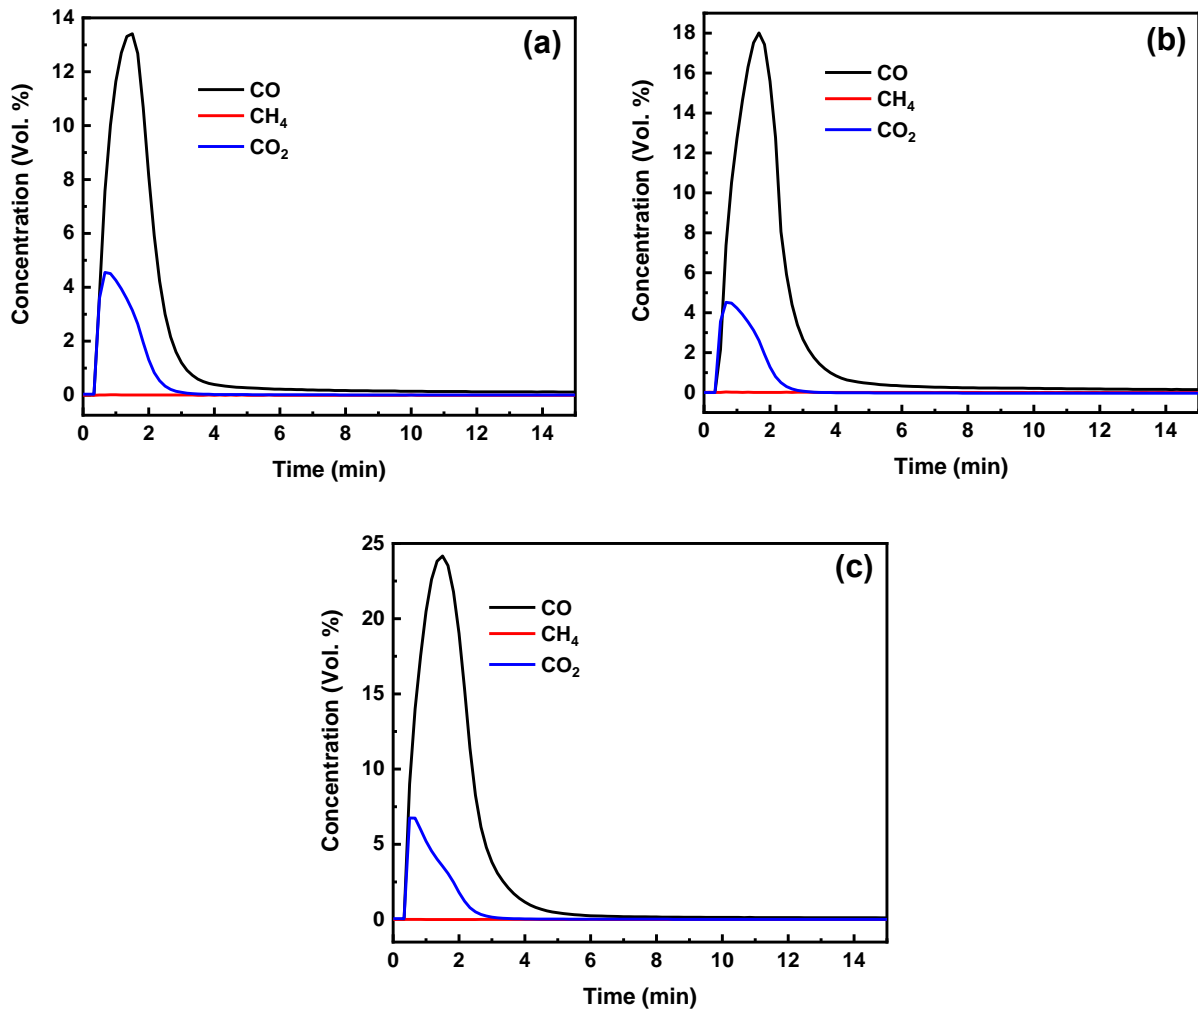 (a)
Concentration (Vol. %)
14
12
10
8
6
4
2
0
CO
CH₄
CO₂
0 2 4 6 8 10 12 14
Time (min)
(b)
Concentration (Vol. %)
18
16
14
12
10
8
6
4
2
0
CO
CH₄
CO₂
0 2 4 6 8 10 12 14
Time (min)
(c)
Concentration (Vol. %)
25
20
15
10
5
0
CO
CH₄
CO₂
0 2 4 6 8 10 12 14
Time (min)